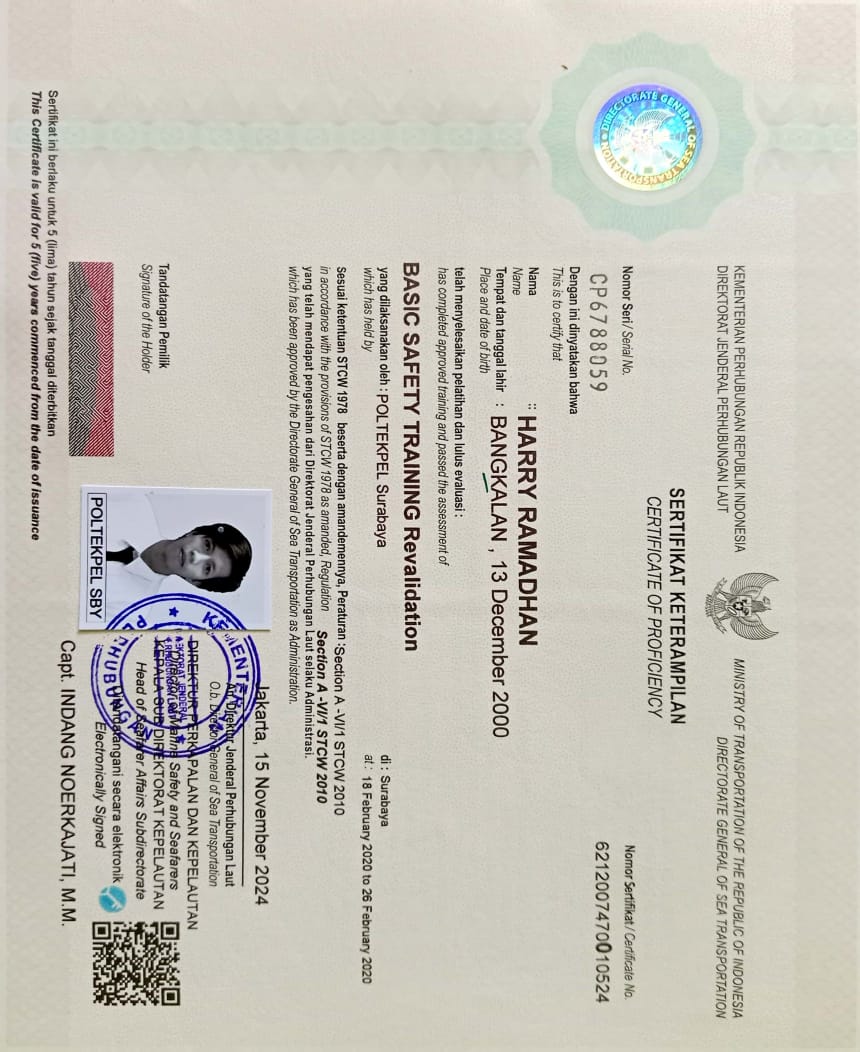 KEMENTERIAN PERHUBUNGAN REPUBLIK INDONESIA
DIREKTORAT JENDERAL PERHUBUNGAN LAUT
MINISTRY OF TRANSPORTATION OF THE REPUBLIC OF INDONESIA
DIRECTORATE GENERAL OF SEA TRANSPORTATION
DIRECTORATE GENERAL OF SEA TRANSPORTATION
SERTIFIKAT KETERAMPILAN
CERTIFICATE OF PROFICIENCY
Nomor Seri / Serial No.
CP6788059
Nomor Sertifikat / Certificate No.
6212007470010524
Dengan ini dinyatakan bahwa
This is to certify that
Nama : HARRY RAMADHAN
Name :
Tempat dan tanggal lahir : BANGKALAN , 13 December 2000
Place and date of birth
telah menyelesaikan pelatihan dan lulus evaluasi :
has completed approved training and passed the assessment of
BASIC SAFETY TRAINING Revalidation
yang dilaksanakan oleh : POLTEKPEL Surabaya di : Surabaya
which has held by at : 18 February 2020 to 26 February 2020
Sesuai ketentuan STCW 1978 beserta dengan amandemennya, Peraturan : Section A -VI/1 STCW 2010
in accordance with the provisions of STCW 1978 as amanded, Regulation Section A -VI/1 STCW 2010
yang telah mendapat pengesahan dari Direktorat Jenderal Perhubungan Laut selaku Administrasi.
which has been approved by the Directorate General of Sea Transportation as Administration.
Jakarta, 15 November 2024
An. Direktur Jenderal Perhubungan Laut
O.b. Director General of Sea Transportation
DIREKTUR PERKAPALAN DAN KEPELAUTAN
Marine Safety and Seafarers
KEPALA SUB DIREKTORAT KEPELAUTAN
Head of Seafarer Affairs Subdirectorate
Ditandatangani secara elektronik
Electronically Signed
Capt. INDANG NOERKAJATI, M.M.
Tandatangan Pemilik
Signature of the Holder
POLTEKPEL SBY
DIREKTORAT JENDERAL
Sertifikat ini berlaku untuk 5 (lima) tahun sejak tanggal diterbitkan
This Certificate is valid for 5 (five) years commenced from the date of issuance